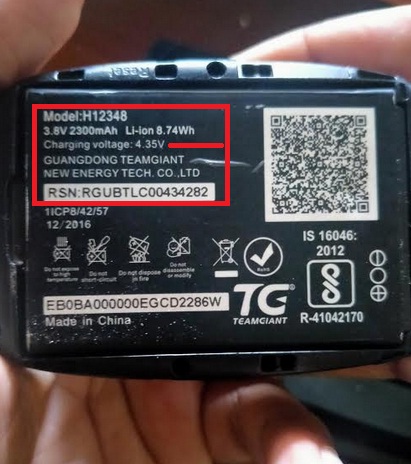 Model:H12348
3.8V 2300mAh Li-ion 8.74Wh
Charging voltage: 4.35V
GUANGDONG TEAMGIANT
NEW ENERGY TECH. CO.,LTD
RSN:RGUBTLC00434282
1ICP8/42/57
12/2016
Do not expose to high temperature
Do not short-circuit
Do not dispose in fire
Do not disassemble or modify
RoHS
IS 16046:
2012
EB0BA000000EGCD2286W
Made in China
TG
TEAMGIANT
R-41042170